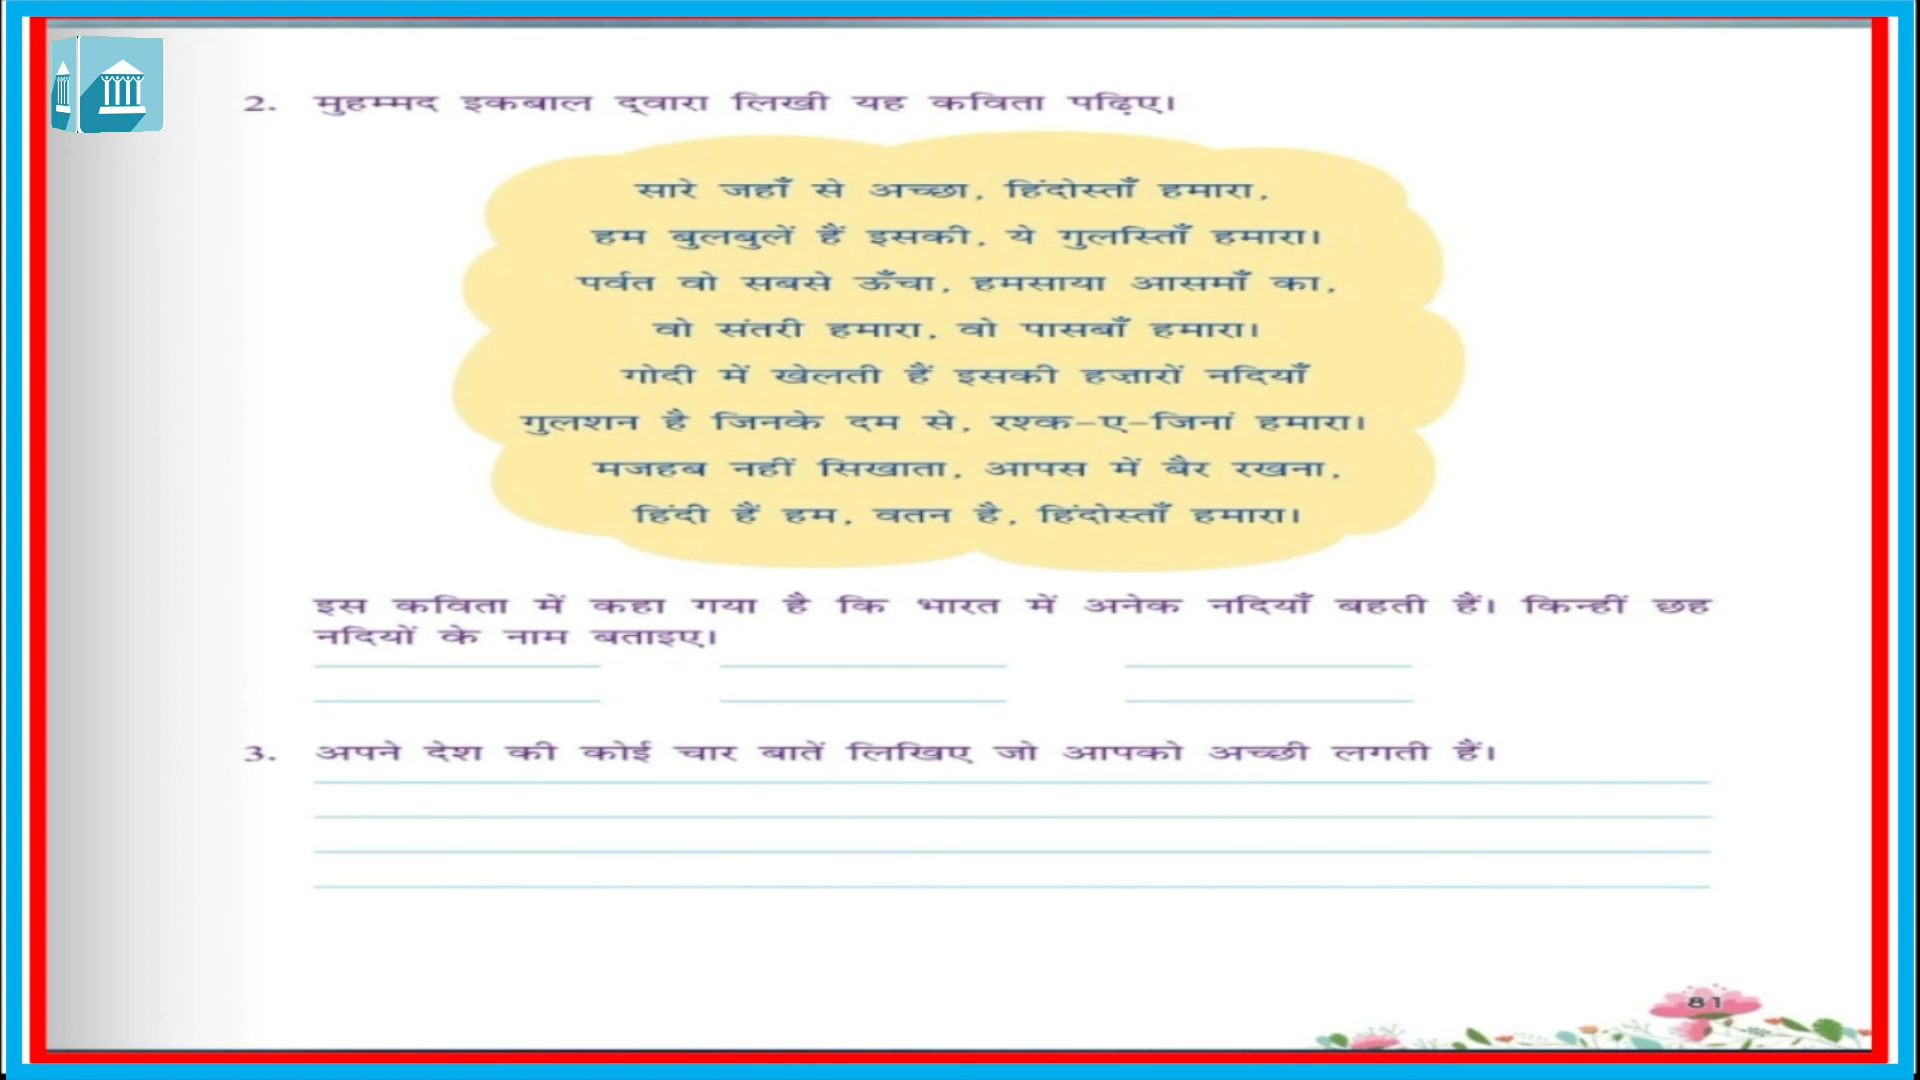 2. मुहम्मद इकबाल द्वारा लिखी यह कविता पढ़िए।
सारे जहाँ से अच्छा, हिंदोस्ताँ हमारा,
हम बुलबुलें हैं इसकी, ये गुलस्तिाँ हमारा।
पर्वत वो सबसे ऊँचा, हमसाया आसमाँ का,
वो संतरी हमारा, वो पासबाँ हमारा।
गोदी में खेलती हैं इसकी हज़ारों नदियाँ
गुलशन है जिनके दम से, रश्क-ए-जिनां हमारा।
मजहब नहीं सिखाता, आपस में बैर रखना,
हिंदी हैं हम, वतन है, हिंदोस्ताँ हमारा।
इस कविता में कहा गया है कि भारत में अनेक नदियाँ बहती हैं। किन्हीं छह
नदियों के नाम बताइए।
3. अपने देश की कोई चार बातें लिखिए जो आपको अच्छी लगती हैं।
81